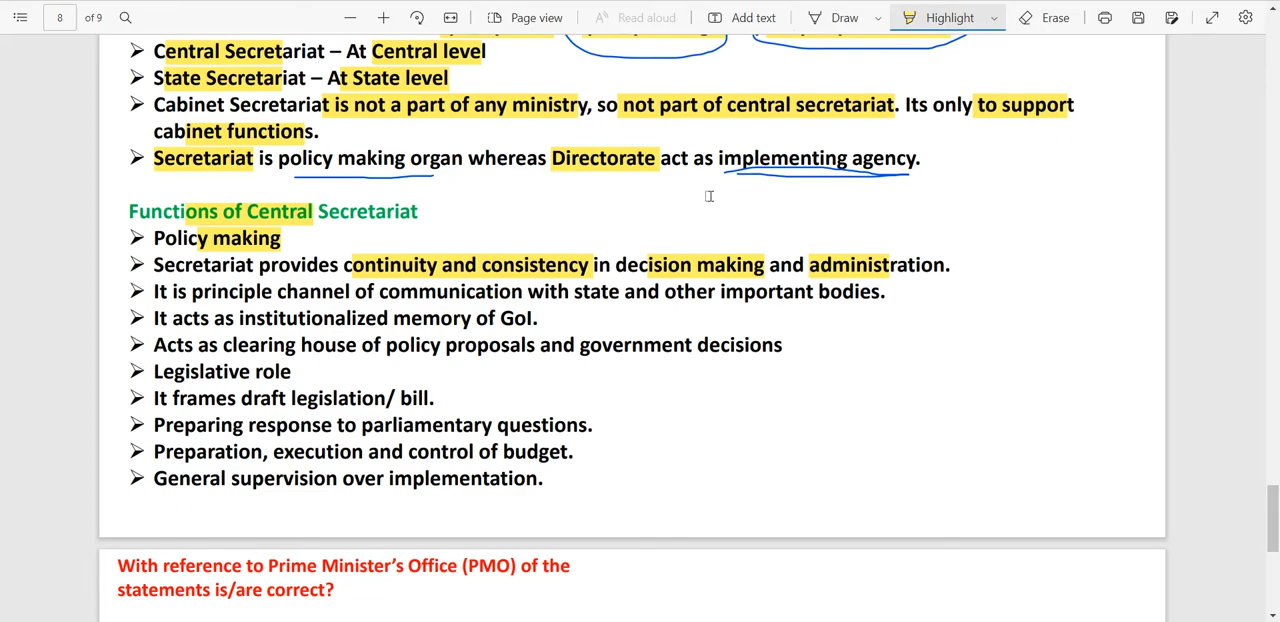 8 of 9 Page view Read aloud Add text Draw Highlight Erase
Central Secretariat – At Central level
State Secretariat – At State level
Cabinet Secretariat is not a part of any ministry, so not part of central secretariat. Its only to support
cabinet functions.
Secretariat is policy making organ whereas Directorate act as implementing agency.
Functions of Central Secretariat
Policy making
Secretariat provides continuity and consistency in decision making and administration.
It is principle channel of communication with state and other important bodies.
It acts as institutionalized memory of GoI.
Acts as clearing house of policy proposals and government decisions
Legislative role
It frames draft legislation/ bill.
Preparing response to parliamentary questions.
Preparation, execution and control of budget.
General supervision over implementation.
With reference to Prime Minister’s Office (PMO) of the
statements is/are correct?